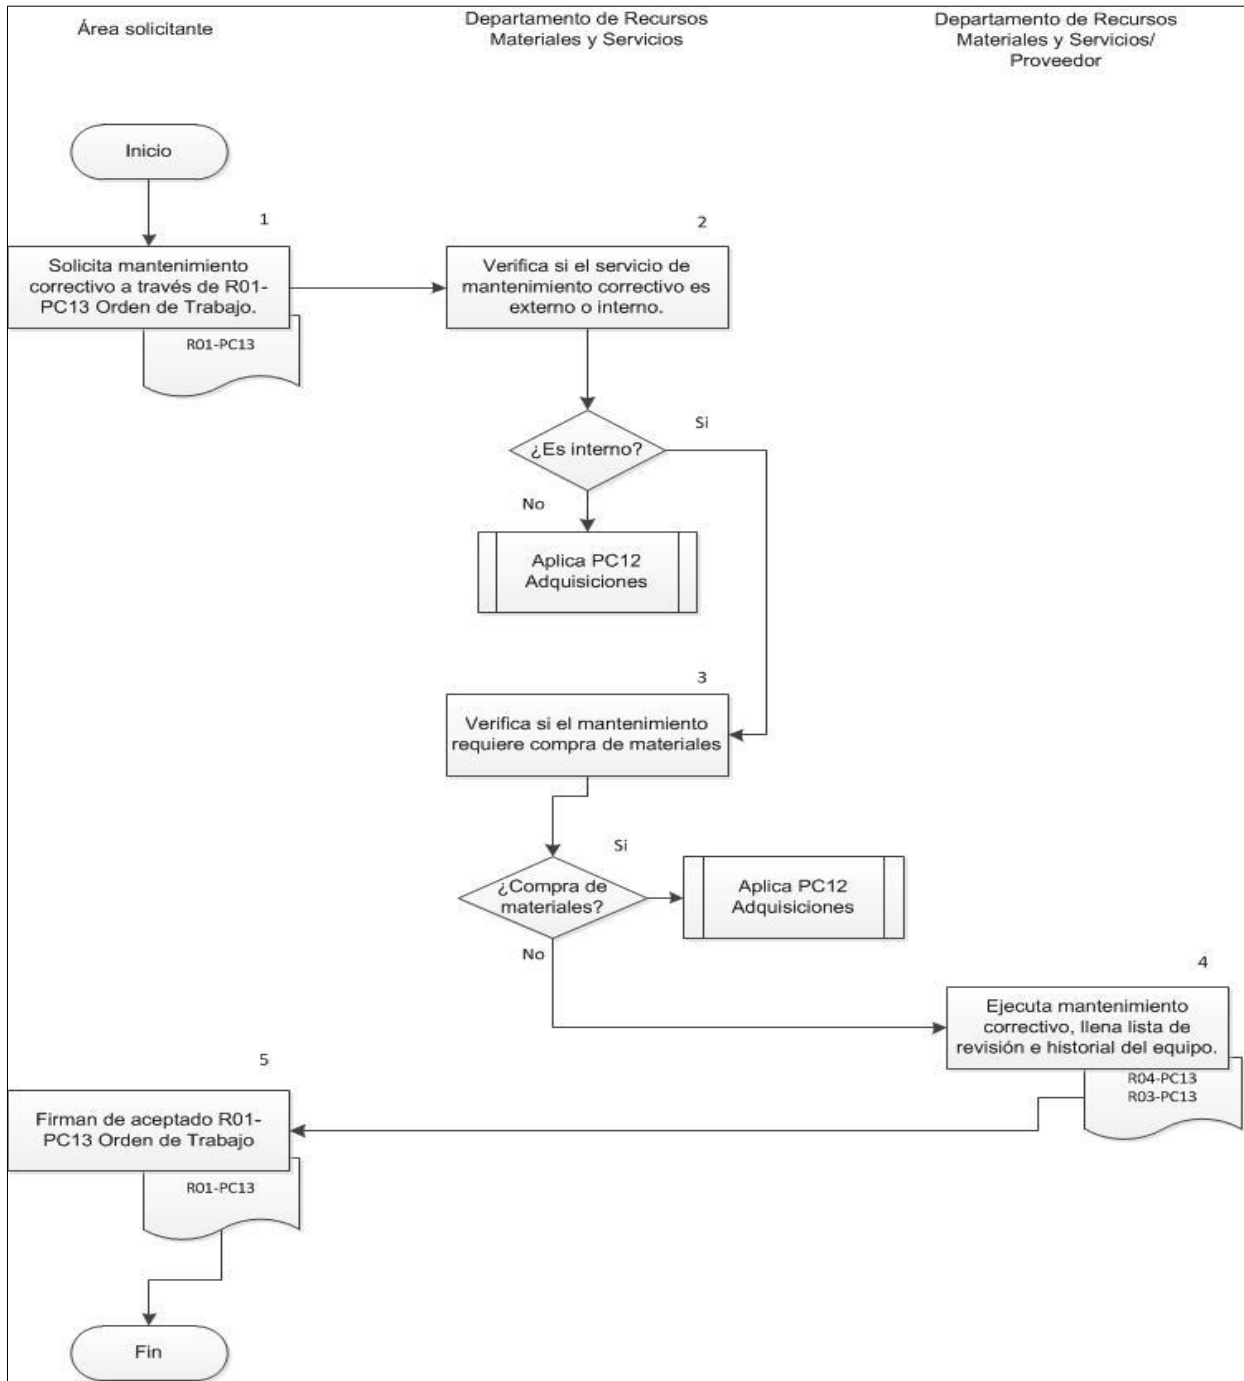 Área solicitante
Departamento de Recursos
Materiales y Servicios
Departamento de Recursos
Materiales y Servicios/
Proveedor
Inicio
1
Solicita mantenimiento
correctivo a través de R01-
PC13 Orden de Trabajo.
R01-PC13
2
Verifica si el servicio de
mantenimiento correctivo es
externo o interno.
¿Es interno?
Si
No
Aplica PC12
Adquisiciones
3
Verifica si el mantenimiento
requiere compra de materiales
¿Compra de
materiales?
Si
Aplica PC12
Adquisiciones
No
4
Ejecuta mantenimiento
correctivo, llena lista de
revisión e historial del equipo.
R04-PC13
R03-PC13
5
Firman de aceptado R01-
PC13 Orden de Trabajo
R01-PC13
Fin